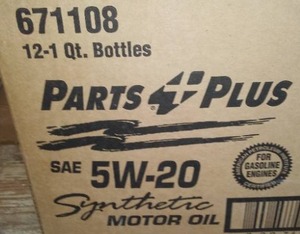 671108
12-1 Qt. Bottles
PARTS PLUS
SAE 5W-20
Synthetic
MOTOR OIL
FOR
GASOLINE
ENGINES